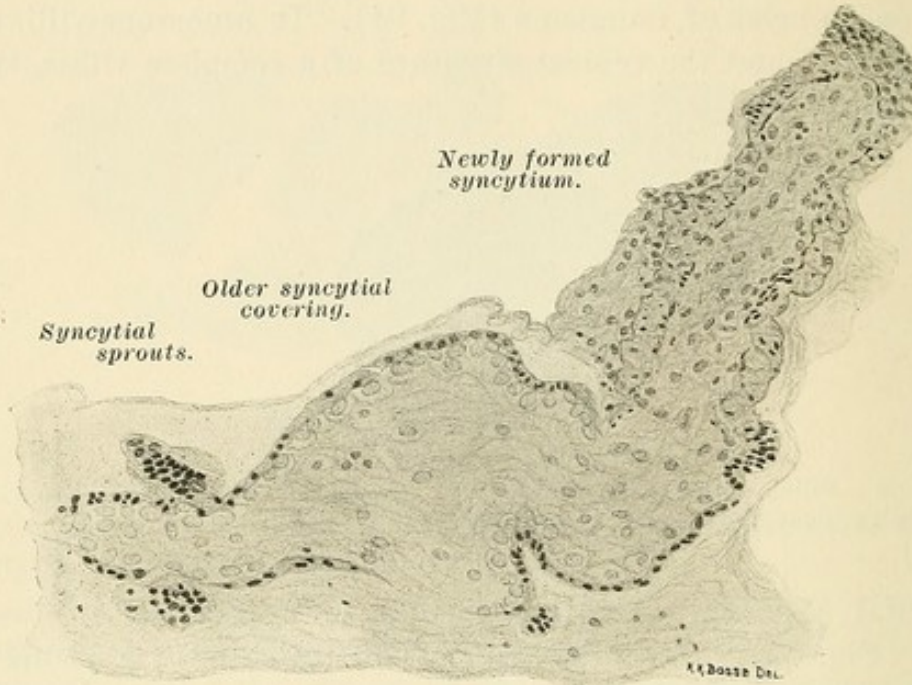 Newly formed
syncytium.
Older syncytial
covering.
Syncytial
sprouts.
K.K. BOSSE DEL.